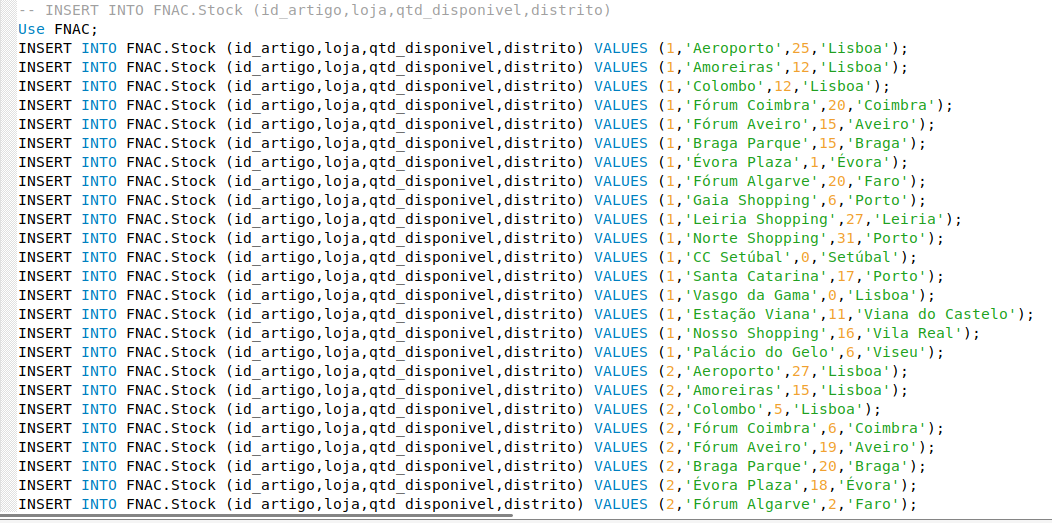 -- INSERT INTO FNAC.Stock (id_artigo,loja,qtd_disponivel,distrito)
Use FNAC;
INSERT INTO FNAC.Stock (id_artigo,loja,qtd_disponivel,distrito) VALUES (1,'Aeroporto',25,'Lisboa');
INSERT INTO FNAC.Stock (id_artigo,loja,qtd_disponivel,distrito) VALUES (1,'Amoreiras',12,'Lisboa');
INSERT INTO FNAC.Stock (id_artigo,loja,qtd_disponivel,distrito) VALUES (1,'Colombo',12,'Lisboa');
INSERT INTO FNAC.Stock (id_artigo,loja,qtd_disponivel,distrito) VALUES (1,'Fórum Coimbra',20,'Coimbra');
INSERT INTO FNAC.Stock (id_artigo,loja,qtd_disponivel,distrito) VALUES (1,'Fórum Aveiro',15,'Aveiro');
INSERT INTO FNAC.Stock (id_artigo,loja,qtd_disponivel,distrito) VALUES (1,'Braga Parque',15,'Braga');
INSERT INTO FNAC.Stock (id_artigo,loja,qtd_disponivel,distrito) VALUES (1,'Évora Plaza',1,'Évora');
INSERT INTO FNAC.Stock (id_artigo,loja,qtd_disponivel,distrito) VALUES (1,'Fórum Algarve',20,'Faro');
INSERT INTO FNAC.Stock (id_artigo,loja,qtd_disponivel,distrito) VALUES (1,'Gaia Shopping',6,'Porto');
INSERT INTO FNAC.Stock (id_artigo,loja,qtd_disponivel,distrito) VALUES (1,'Leiria Shopping',27,'Leiria');
INSERT INTO FNAC.Stock (id_artigo,loja,qtd_disponivel,distrito) VALUES (1,'Norte Shopping',31,'Porto');
INSERT INTO FNAC.Stock (id_artigo,loja,qtd_disponivel,distrito) VALUES (1,'CC Setúbal',0,'Setúbal');
INSERT INTO FNAC.Stock (id_artigo,loja,qtd_disponivel,distrito) VALUES (1,'Santa Catarina',17,'Porto');
INSERT INTO FNAC.Stock (id_artigo,loja,qtd_disponivel,distrito) VALUES (1,'Vasgo da Gama',0,'Lisboa');
INSERT INTO FNAC.Stock (id_artigo,loja,qtd_disponivel,distrito) VALUES (1,'Estação Viana',11,'Viana do Castelo');
INSERT INTO FNAC.Stock (id_artigo,loja,qtd_disponivel,distrito) VALUES (1,'Nosso Shopping',16,'Vila Real');
INSERT INTO FNAC.Stock (id_artigo,loja,qtd_disponivel,distrito) VALUES (1,'Palácio do Gelo',6,'Viseu');
INSERT INTO FNAC.Stock (id_artigo,loja,qtd_disponivel,distrito) VALUES (2,'Aeroporto',27,'Lisboa');
INSERT INTO FNAC.Stock (id_artigo,loja,qtd_disponivel,distrito) VALUES (2,'Amoreiras',15,'Lisboa');
INSERT INTO FNAC.Stock (id_artigo,loja,qtd_disponivel,distrito) VALUES (2,'Colombo',5,'Lisboa');
INSERT INTO FNAC.Stock (id_artigo,loja,qtd_disponivel,distrito) VALUES (2,'Fórum Coimbra',6,'Coimbra');
INSERT INTO FNAC.Stock (id_artigo,loja,qtd_disponivel,distrito) VALUES (2,'Fórum Aveiro',19,'Aveiro');
INSERT INTO FNAC.Stock (id_artigo,loja,qtd_disponivel,distrito) VALUES (2,'Braga Parque',20,'Braga');
INSERT INTO FNAC.Stock (id_artigo,loja,qtd_disponivel,distrito) VALUES (2,'Évora Plaza',18,'Évora');
INSERT INTO FNAC.Stock (id_artigo,loja,qtd_disponivel,distrito) VALUES (2,'Fórum Algarve',2,'Faro');